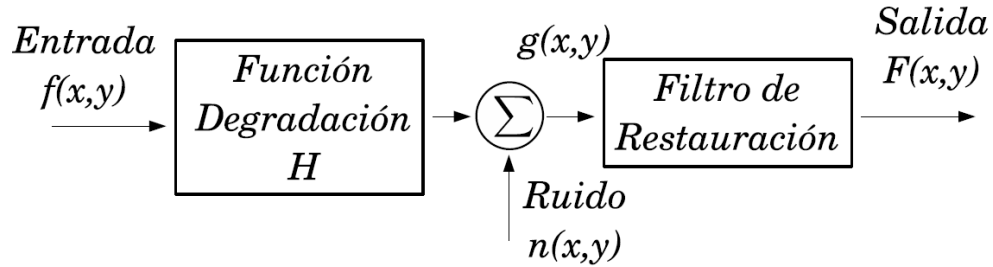 Entrada
f(x,y)
Función
Degradación
H
∑
g(x,y)
Ruido
n(x,y)
Filtro de
Restauración
Salida
F(x,y)